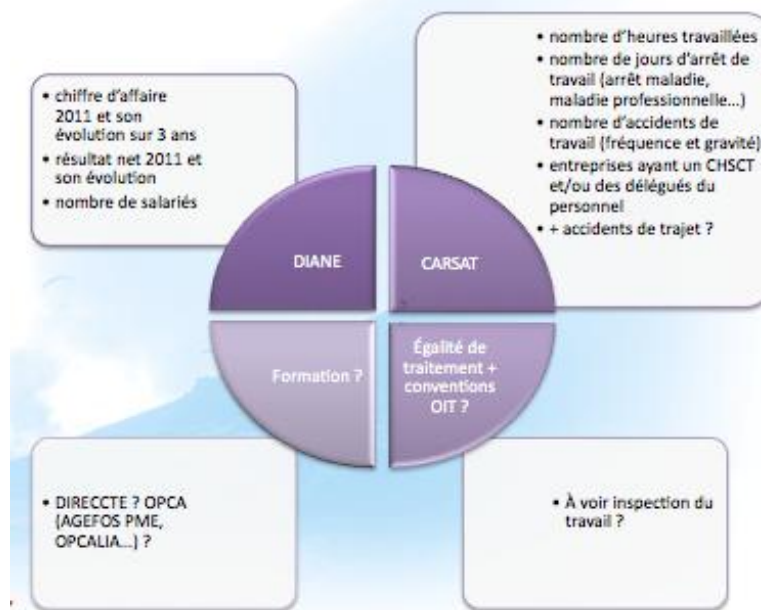 • chiffre d'affaire
2011 et son
évolution sur 3 ans
• résultat net 2011 et
son évolution
• nombre de salariés
• nombre d'heures travaillées
• nombre de jours d'arrêt de
travail (arrêt maladie,
maladie professionnelle...)
• nombre d'accidents de
travail (fréquence et gravité)
• entreprises ayant un CHSCT
et/ou des délégués du
personnel
• + accidents de trajet ?
DIANE
CARSAT
Formation ?
Égalité de
traitement +
conventions
OIT ?
• DIRECCTE ? OPCA
(AGEFOS PME,
OPCALIA...) ?
• À voir inspection du
travail ?